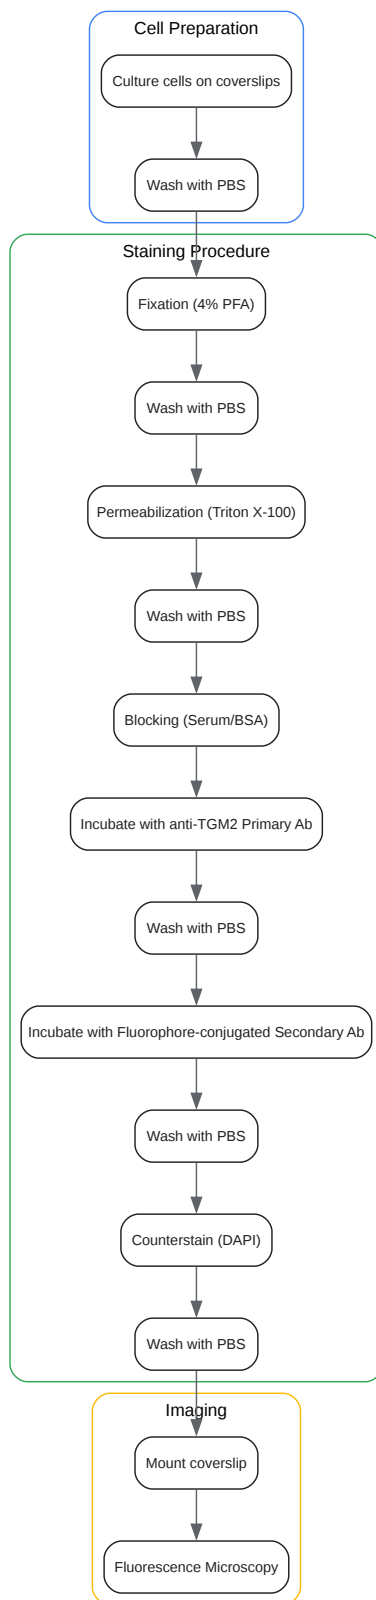 Cell Preparation
Culture cells on coverslips
Wash with PBS
Staining Procedure
Fixation (4% PFA)
Wash with PBS
Permeabilization (Triton X-100)
Wash with PBS
Blocking (Serum/BSA)
Incubate with anti-TGM2 Primary Ab
Wash with PBS
Incubate with Fluorophore-conjugated Secondary Ab
Wash with PBS
Counterstain (DAPI)
Wash with PBS
Imaging
Mount coverslip
Fluorescence Microscopy